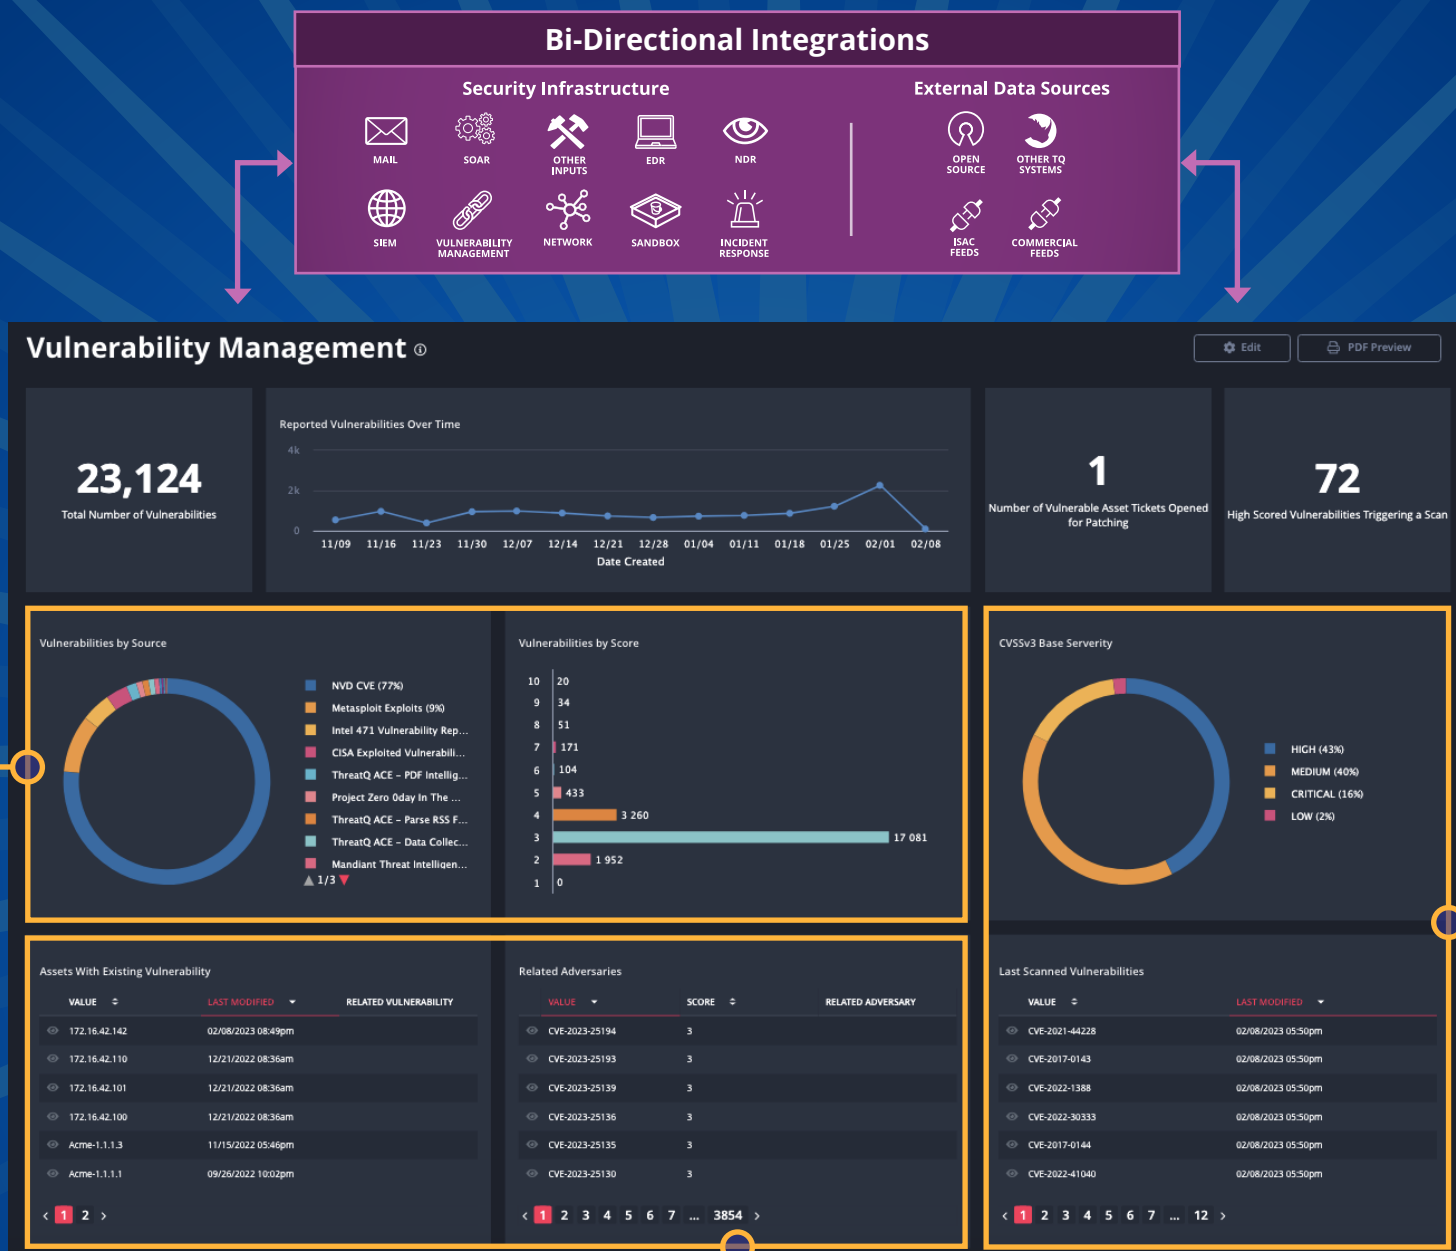 Bi-Directional Integrations
Security Infrastructure
External Data Sources
MAIL
SOAR
OTHER
INPUTS
EDR
NDR
OPEN
SOURCE
OTHER TQ
SYSTEMS
SIEM
VULNERABILITY
MANAGEMENT
NETWORK
SANDBOX
INCIDENT
RESPONSE
ISAC
FEEDS
COMMERCIAL
FEEDS
Vulnerability Management
Edit
PDF Preview
23,124
Total Number of Vulnerabilities
Reported Vulnerabilities Over Time
4k
2k
0
11/09 11/16 11/23 11/30 12/07 12/14 12/21 12/28 01/04 01/11 01/18 01/25 02/01 02/08
Date Created
1
Number of Vulnerable Asset Tickets Opened
for Patching
72
High Scored Vulnerabilities Triggering a Scan
Vulnerabilities by Source
NVD CVE (77%)
Metasploit Exploits (9%)
Intel 471 Vulnerability Rep...
CISA Exploited Vulnerabili...
ThreatQ ACE - PDF Intellig...
Project Zero 0day In The ...
ThreatQ ACE - Parse RSS F...
ThreatQ ACE - Data Collec...
Mandiant Threat Intelligen...
1/3
Vulnerabilities by Score
10 20
9 34
8 51
7 171
6 104
5 433
4 3 260
3 17 081
2 1 952
1 0
CVSSv3 Base Serverity
HIGH (43%)
MEDIUM (40%)
CRITICAL (16%)
LOW (2%)
Assets With Existing Vulnerability
VALUE LAST MODIFIED RELATED VULNERABILITY
172.16.42.142 02/08/2023 08:49pm
172.16.42.110 12/21/2022 08:36am
172.16.42.101 12/21/2022 08:36am
172.16.42.100 12/21/2022 08:36am
Acme-1.1.1.3 11/15/2022 05:46pm
Acme-1.1.1.1 09/26/2022 10:02pm
< 1 2 >
Related Adversaries
VALUE SCORE RELATED ADVERSARY
CVE-2023-25194 3
CVE-2023-25193 3
CVE-2023-25139 3
CVE-2023-25136 3
CVE-2023-25135 3
CVE-2023-25130 3
< 1 2 3 4 5 6 7 ... 3854 >
Last Scanned Vulnerabilities
VALUE LAST MODIFIED
CVE-2021-44228 02/08/2023 05:50pm
CVE-2017-0143 02/08/2023 05:50pm
CVE-2022-1388 02/08/2023 05:50pm
CVE-2022-30333 02/08/2023 05:50pm
CVE-2017-0144 02/08/2023 05:50pm
CVE-2022-41040 02/08/2023 05:50pm
< 1 2 3 4 5 6 7 ... 12 >